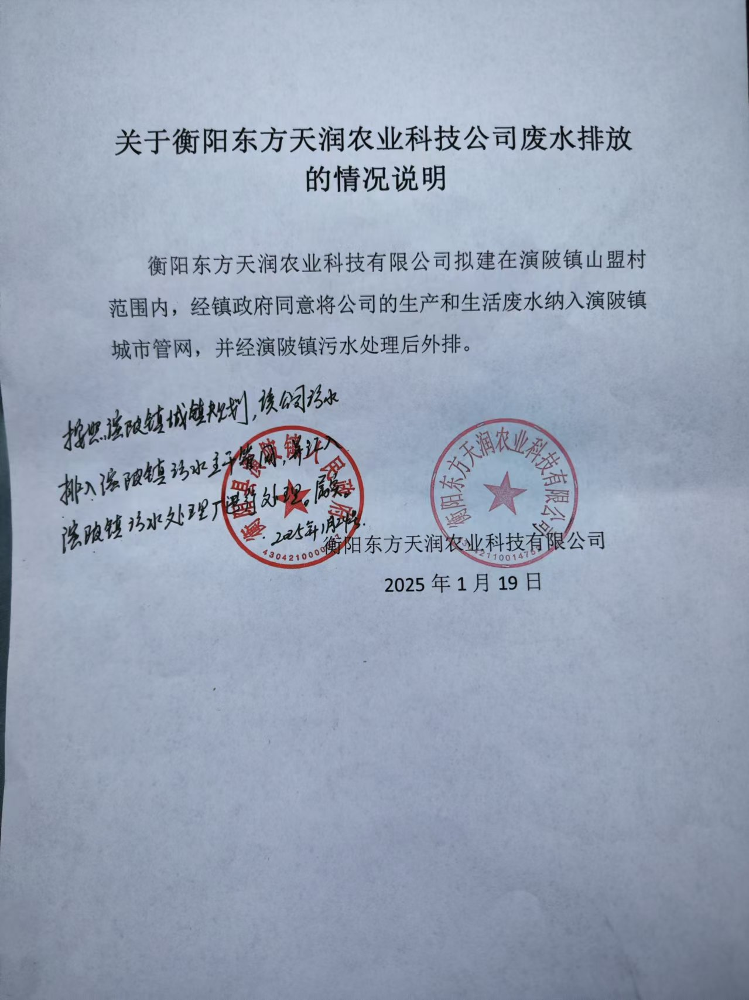 关于衡阳东方天润农业科技公司废水排放
的情况说明
衡阳东方天润农业科技有限公司拟建在演陂镇山盟村
范围内，经镇政府同意将公司的生产和生活废水纳入演陂镇
城市管网，并经演陂镇污水处理后外排。
按照演陂镇城镇规划，该公司污水
排入演陂镇污水主干管网，并汇入
演陂镇污水处理厂进行处理。属实。
2025年1月24号.
衡阳县演陂镇人民政府
衡阳东方天润农业科技有限公司
衡阳东方天润农业科技有限公司
2025 年 1 月 19 日